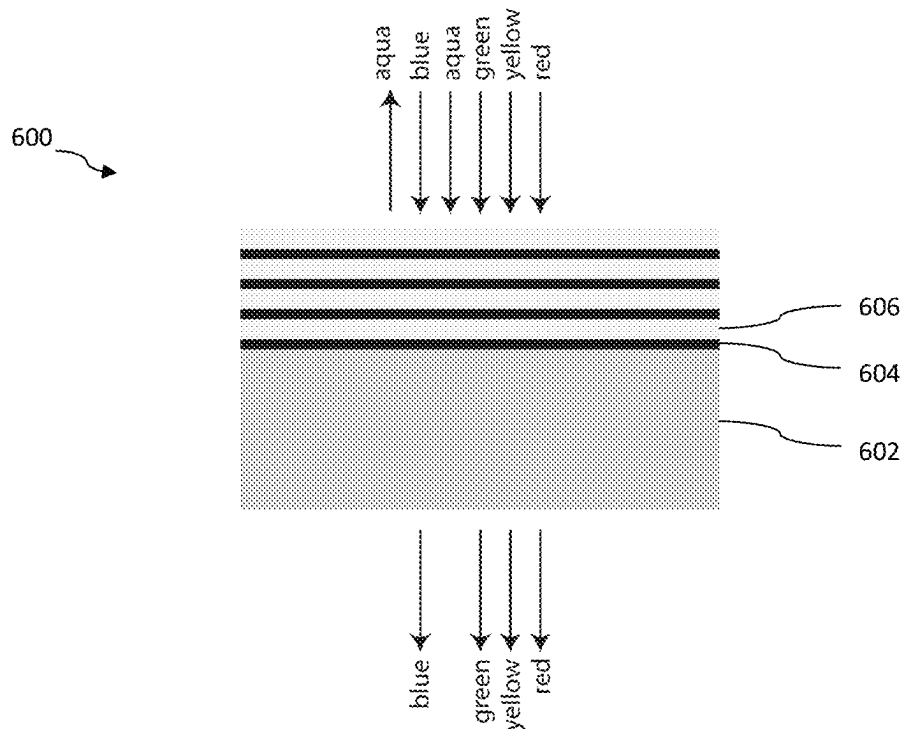 aqua
blue
aqua
green
yellow
red
600
606
604
602
blue
green
yellow
red